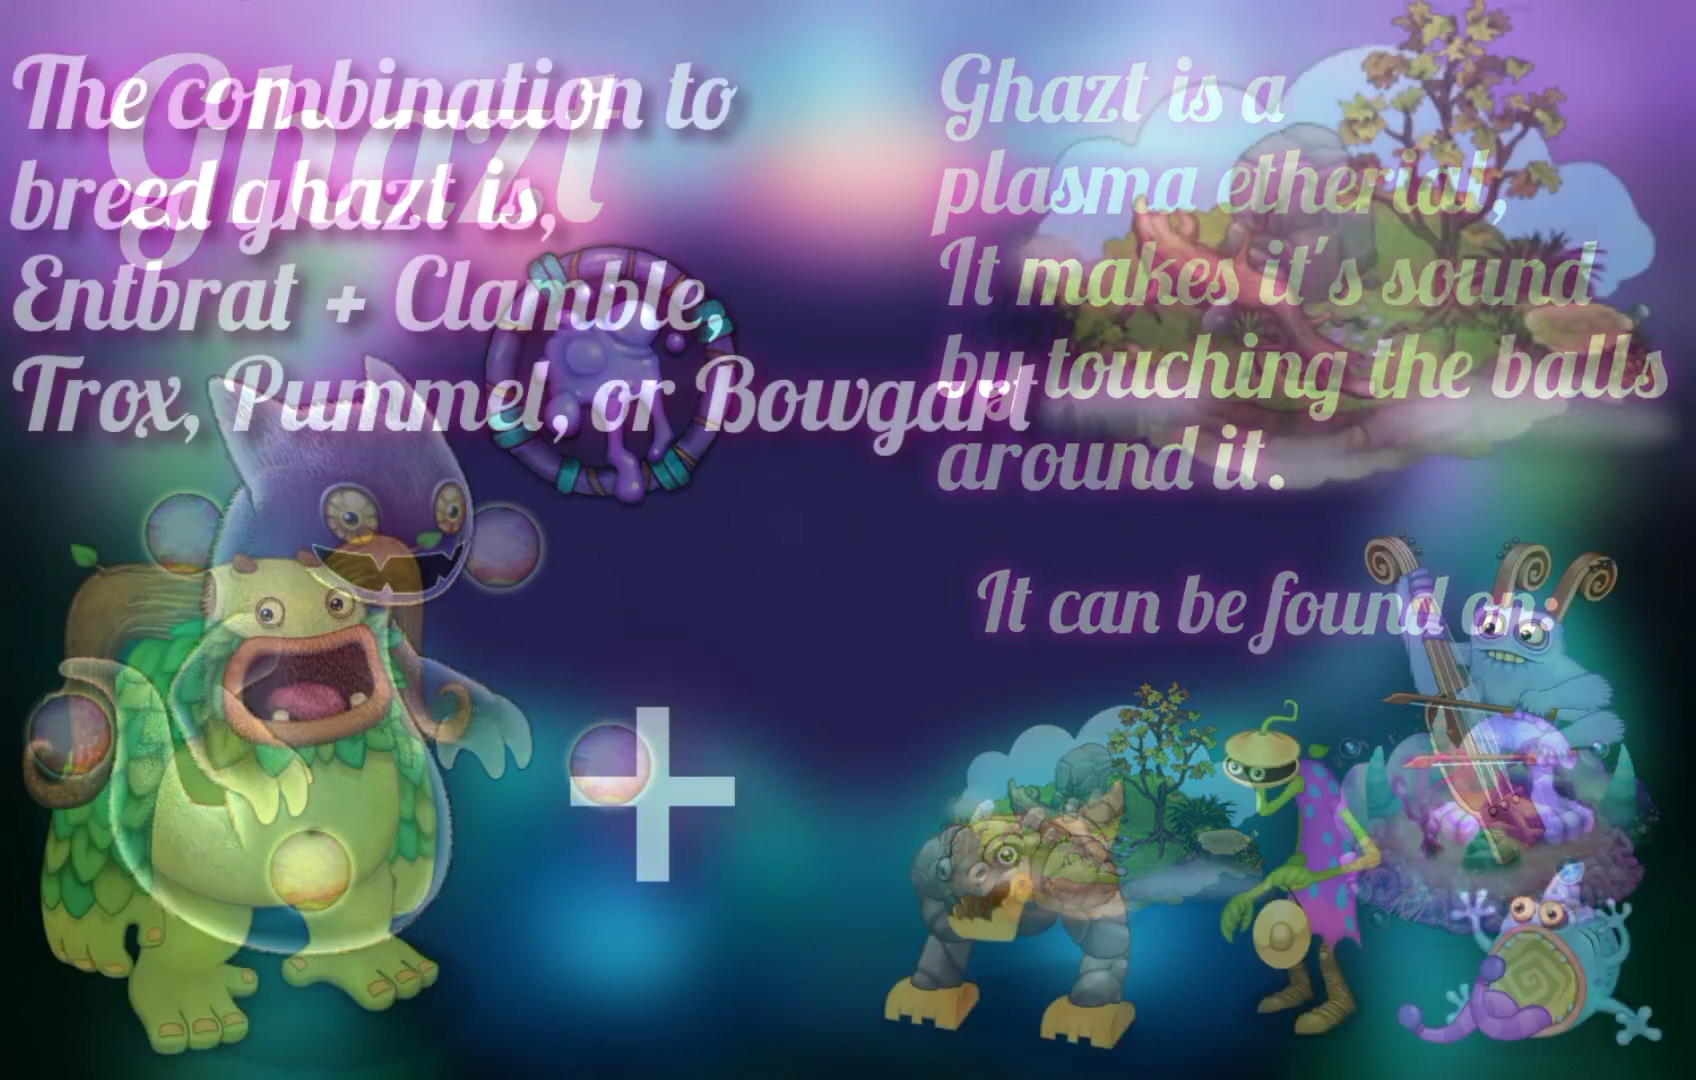 Ghazt
The combination to
breed ghazt is,
Entbrat + Clamble,
Trox, Pummel, or Bowgart
+
Ghazt is a
plasma etherial,
It makes it's sound
by touching the balls
around it.
It can be found on: